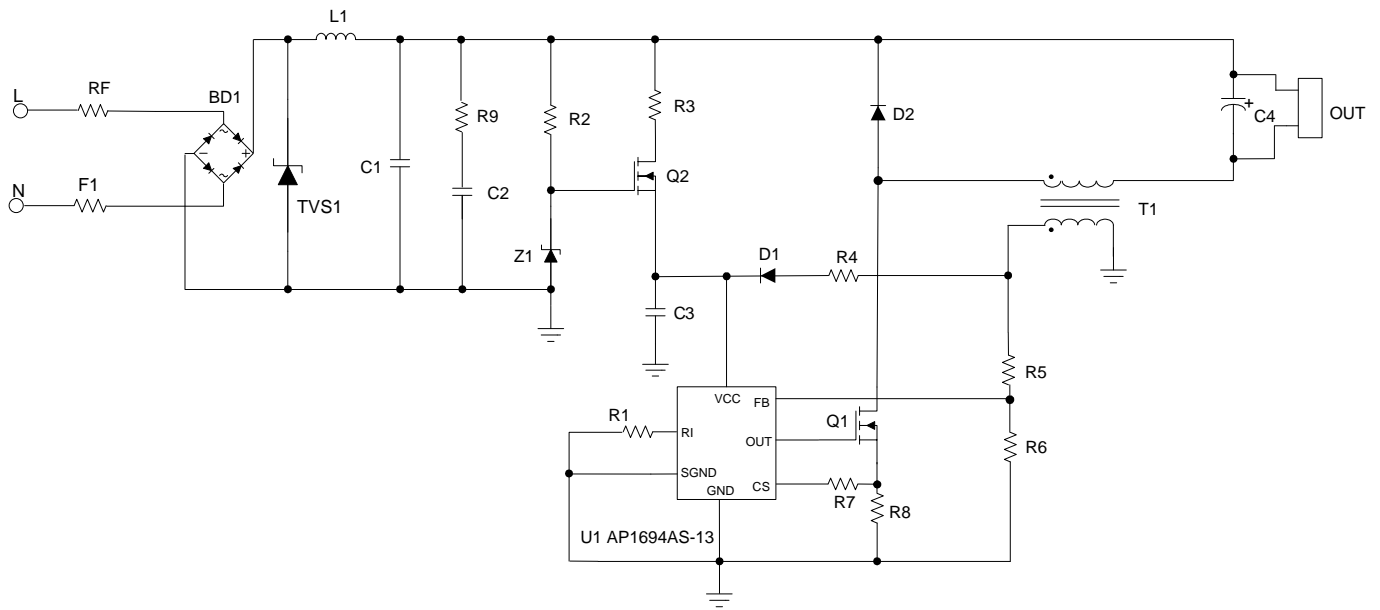 L1
L
RF
BD1
R9
R2
R3
D2
C4
OUT
+
~
-
+
~
C1
C2
Q2
N
F1
TVS1
T1
Z1
D1
R4
C3
R5
VCC
FB
R1
RI
Q1
OUT
R6
SGND
GND
CS
R7
R8
U1 AP1694AS-13